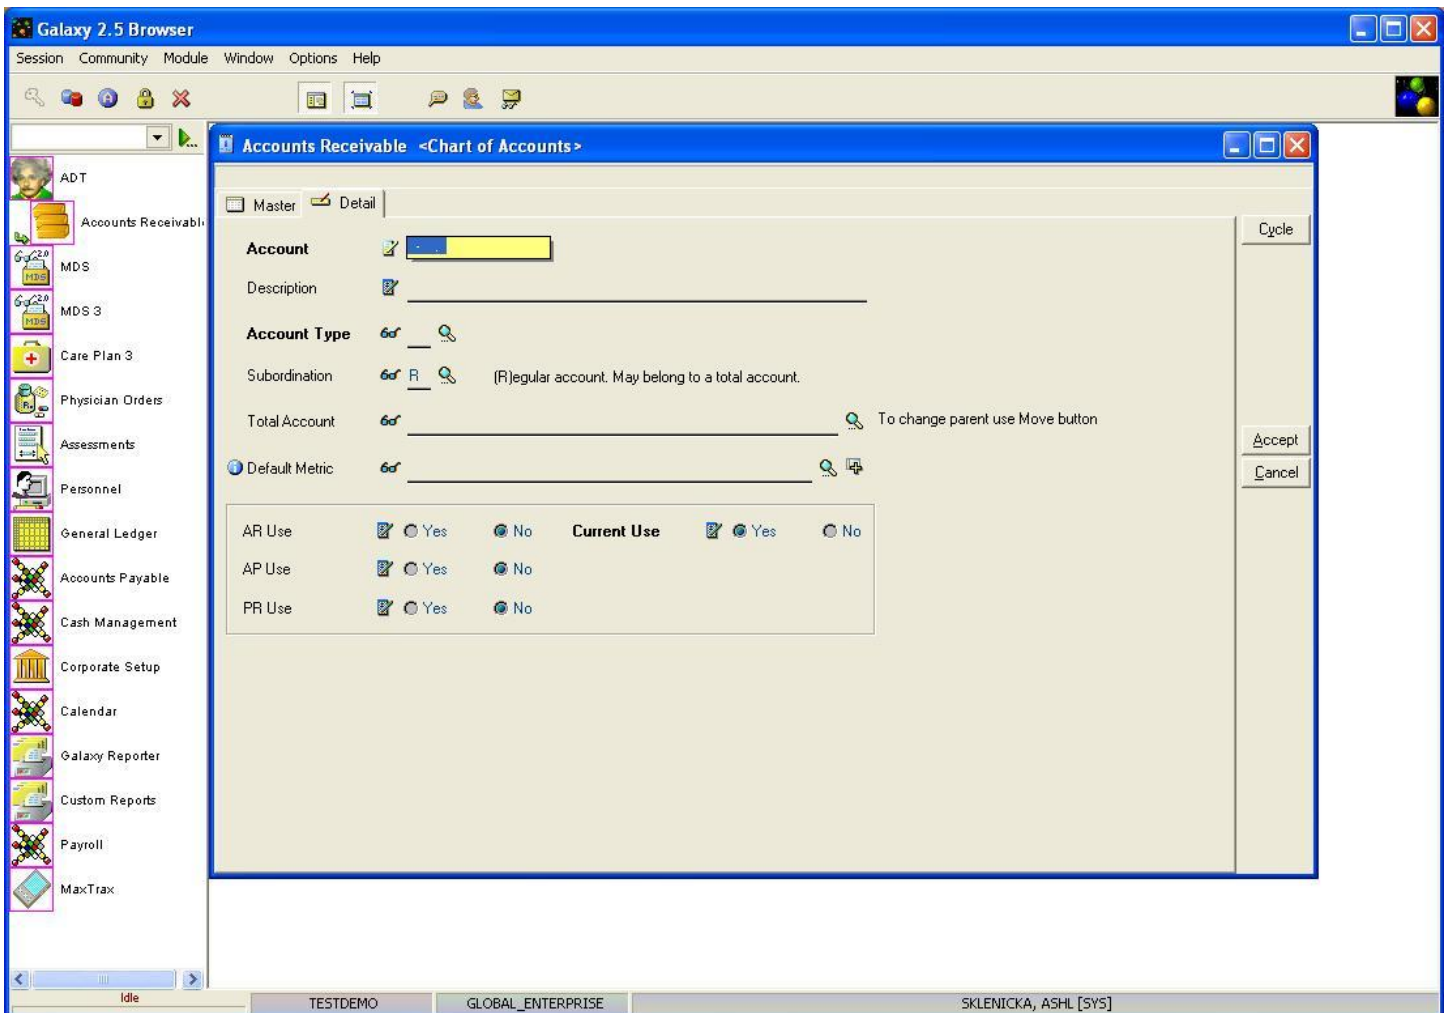 Galaxy 2.5 Browser
Session Community Module Window Options Help
Accounts Receivable <Chart of Accounts>
ADT
Accounts Receivabl
MDS
MDS 3
Care Plan 3
Physician Orders
Assessments
Personnel
General Ledger
Accounts Payable
Cash Management
Corporate Setup
Calendar
Galaxy Reporter
Custom Reports
Payroll
MaxTrax
Master Detail
Account - .
Description
Account Type
Subordination R (R)egular account. May belong to a total account.
Total Account To change parent use Move button
Default Metric
AR Use Yes No Current Use Yes No
AP Use Yes No
PR Use Yes No
Cycle
Accept
Cancel
Idle TESTDEMO GLOBAL_ENTERPRISE SKLENICKA, ASHL [SYS]